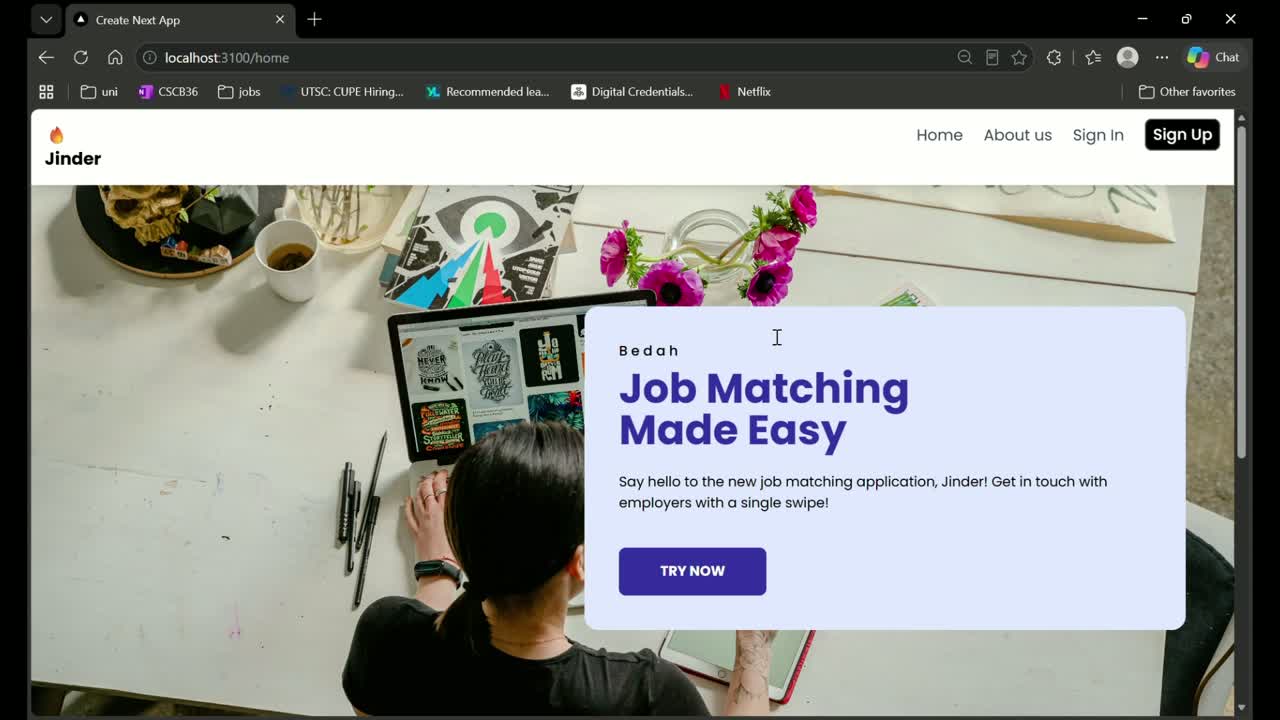 Create Next App
localhost:3100/home
Chat
uni
CSCB36
jobs
UTSC: CUPE Hiring...
Recommended lea...
Digital Credentials...
Netflix
Other favorites
Jinder
Home
About us
Sign In
Sign Up
Bedah
Job Matching
Made Easy
Say hello to the new job matching application, Jinder! Get in touch with
employers with a single swipe!
TRY NOW
NEVER
KNOW